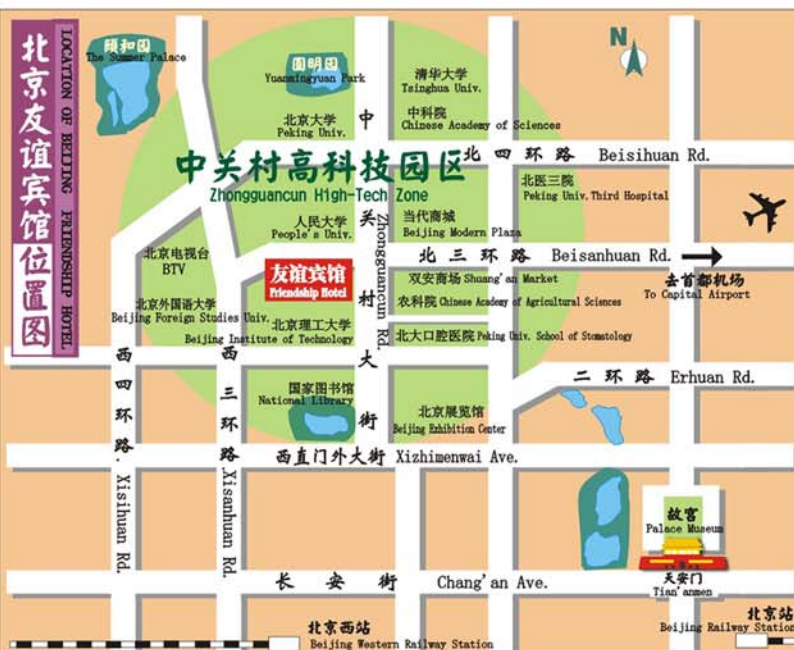 北京友谊宾馆位置图
LOCATION OF BEIJING FRIENDSHIP HOTEL
颐和园
The Summer Palace
圆明园
Yuanmingyuan Park
清华大学
Tsinghua Univ.
N
北京大学
Peking Univ.
中科院
Chinese Academy of Sciences
中关村高科技园区
Zhongguancun High-Tech Zone
北四环路 Beisihuan Rd.
北医三院
Peking Univ. Third Hospital
人民大学
People's Univ.
当代商城
Beijing Modern Plaza
中关村大街
Zhongguancun Rd.
北三环路 Beisanhuan Rd.
北京电视台
BTV
友谊宾馆
Friendship Hotel
双安商场 Shuang'an Market
去首都机场
To Capital Airport
农科院 Chinese Academy of Agricultural Sciences
北京外国语大学
Beijing Foreign Studies Univ.
北京理工大学
Beijing Institute of Technology
北大口腔医院 Peking Univ. School of Stomatology
西四环路. Xisihuan Rd.
西三环路 Xisanhuan Rd.
二环路 Erhuan Rd.
国家图书馆
National Library
北京展览馆
Beijing Exhibition Center
西直门外大街 Xizhimenwai Ave.
故宫
Palace Museum
天安门
Tian'anmen
长安街 Chang'an Ave.
北京西站
Beijing Western Railway Station
北京站
Beijing Railway Station